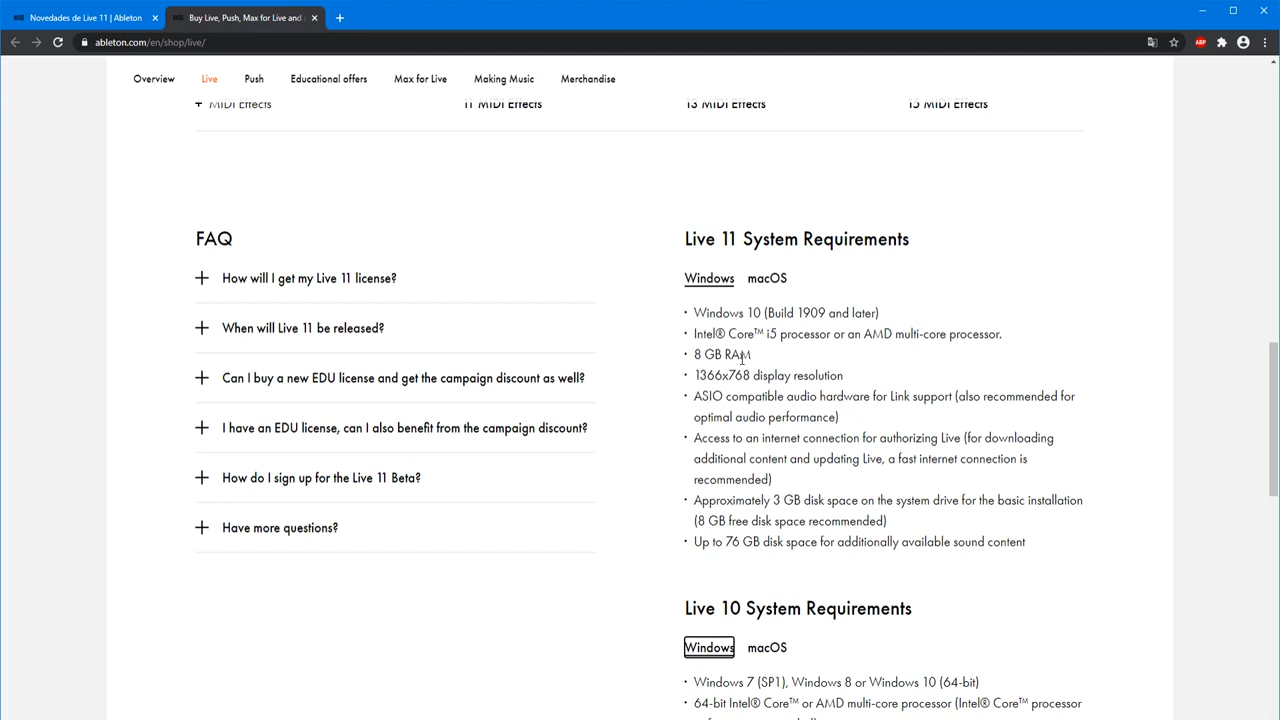 Novedades de Live 11 | Ableton
Buy Live, Push, Max for Live and
ableton.com/en/shop/live/
ABP
Overview
Live
Push
Educational offers
Max for Live
Making Music
Merchandise
MIDI Effects
11 MIDI Effects
13 MIDI Effects
15 MIDI Effects
FAQ
How will I get my Live 11 license?
When will Live 11 be released?
Can I buy a new EDU license and get the campaign discount as well?
I have an EDU license, can I also benefit from the campaign discount?
How do I sign up for the Live 11 Beta?
Have more questions?
Live 11 System Requirements
Windows macOS
• Windows 10 (Build 1909 and later)
• Intel® Core™ i5 processor or an AMD multi-core processor.
• 8 GB RAM
• 1366x768 display resolution
• ASIO compatible audio hardware for Link support (also recommended for
optimal audio performance)
• Access to an internet connection for authorizing Live (for downloading
additional content and updating Live, a fast internet connection is
recommended)
• Approximately 3 GB disk space on the system drive for the basic installation
(8 GB free disk space recommended)
• Up to 76 GB disk space for additionally available sound content
Live 10 System Requirements
Windows macOS
• Windows 7 (SP1), Windows 8 or Windows 10 (64-bit)
• 64-bit Intel® Core™ or AMD multi-core processor (Intel® Core™ processor